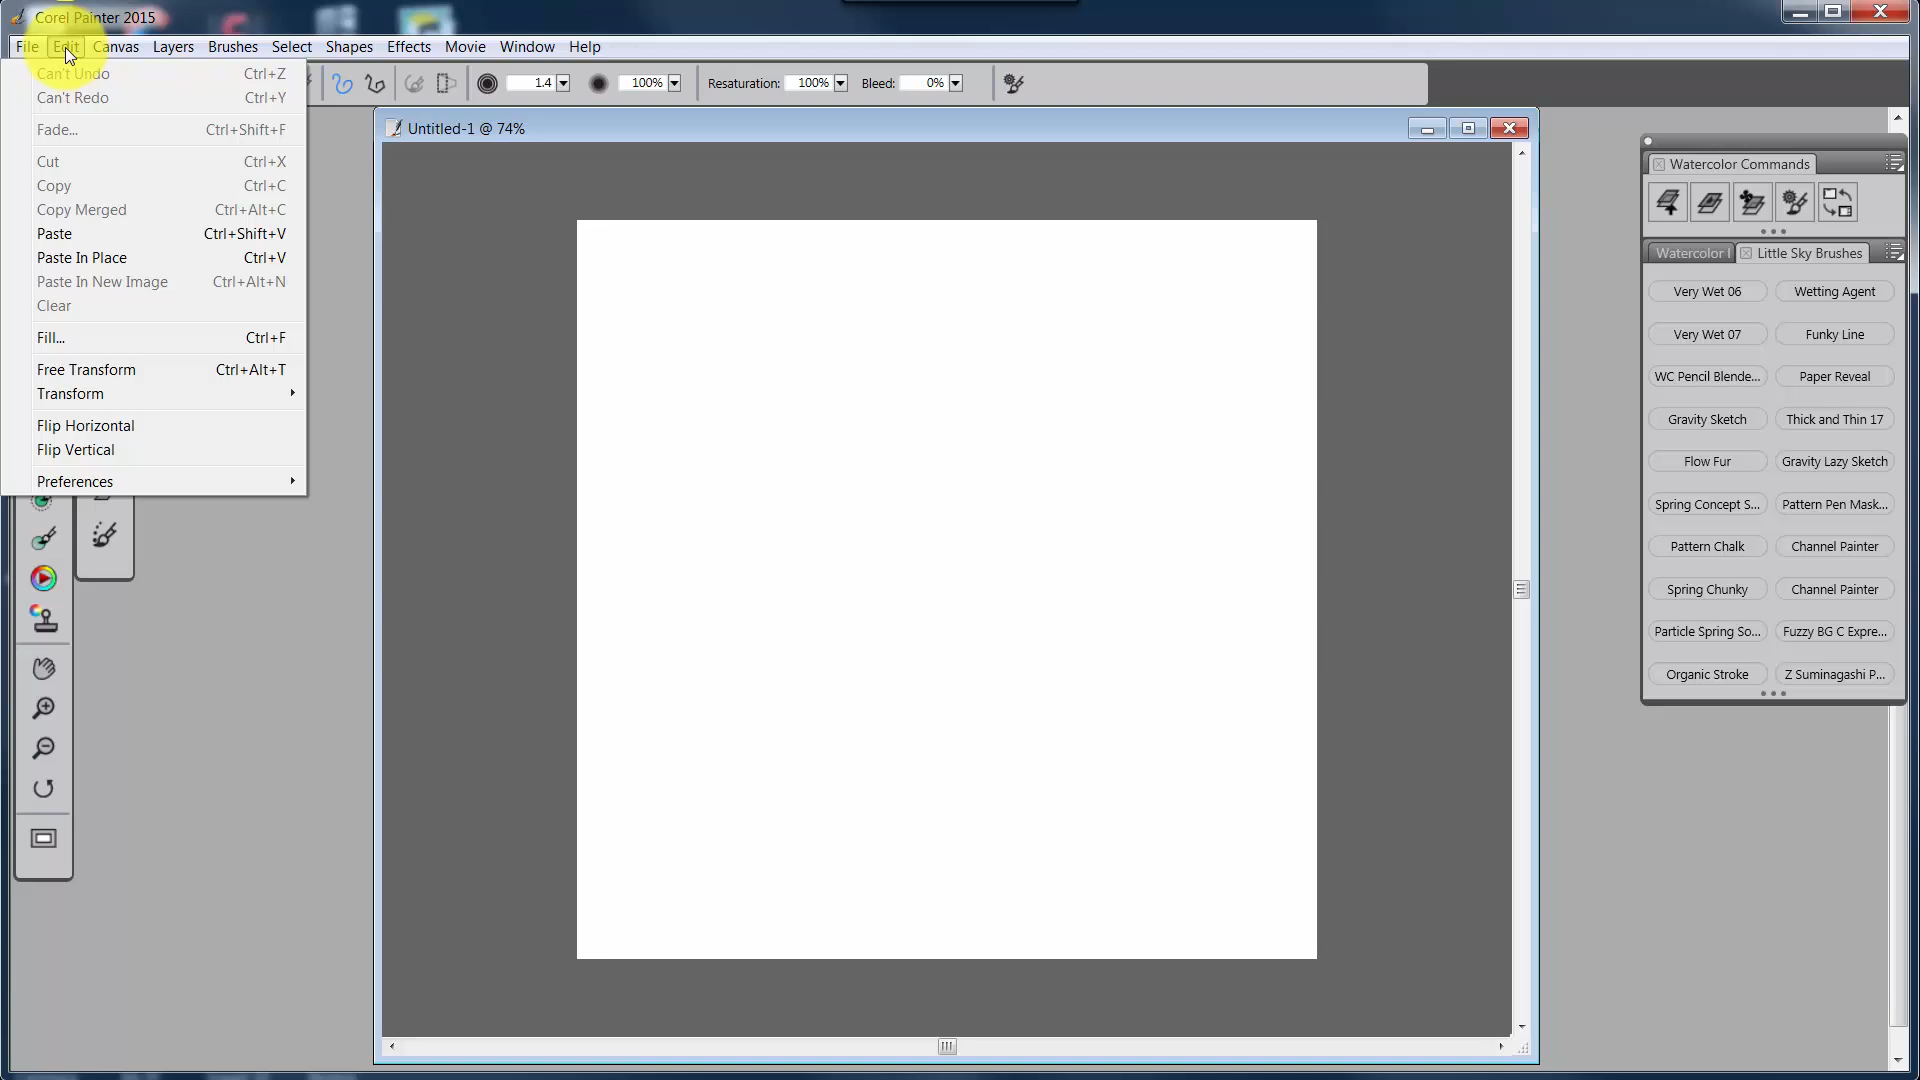 Corel Painter 2015
File Edit Canvas Layers Brushes Select Shapes Effects Movie Window Help
1.4 100% Resaturation: 100% Bleed: 0%
Can't Undo Ctrl+Z
Can't Redo Ctrl+Y
Fade... Ctrl+Shift+F
Cut Ctrl+X
Copy Ctrl+C
Copy Merged Ctrl+Alt+C
Paste Ctrl+Shift+V
Paste In Place Ctrl+V
Paste In New Image Ctrl+Alt+N
Clear
Fill... Ctrl+F
Free Transform Ctrl+Alt+T
Transform
Flip Horizontal
Flip Vertical
Preferences
Untitled-1 @ 74%
Watercolor Commands
Watercolor I Little Sky Brushes
Very Wet 06 Wetting Agent
Very Wet 07 Funky Line
WC Pencil Blende... Paper Reveal
Gravity Sketch Thick and Thin 17
Flow Fur Gravity Lazy Sketch
Spring Concept S... Pattern Pen Mask...
Pattern Chalk Channel Painter
Spring Chunky Channel Painter
Particle Spring So... Fuzzy BG C Expre...
Organic Stroke Z Suminagashi P...